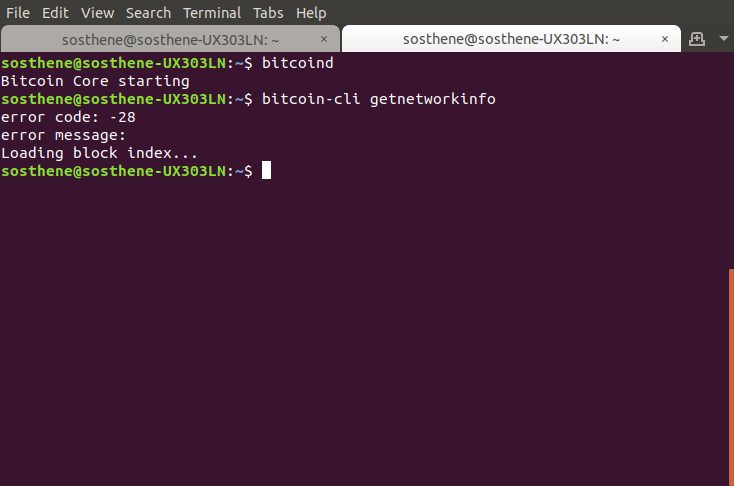 File Edit View Search Terminal Tabs Help
sosthene@sosthene-UX303LN: ~ × sosthene@sosthene-UX303LN: ~ ×
sosthene@sosthene-UX303LN:~$ bitcoind
Bitcoin Core starting
sosthene@sosthene-UX303LN:~$ bitcoin-cli getnetworkinfo
error code: -28
error message:
Loading block index...
sosthene@sosthene-UX303LN:~$